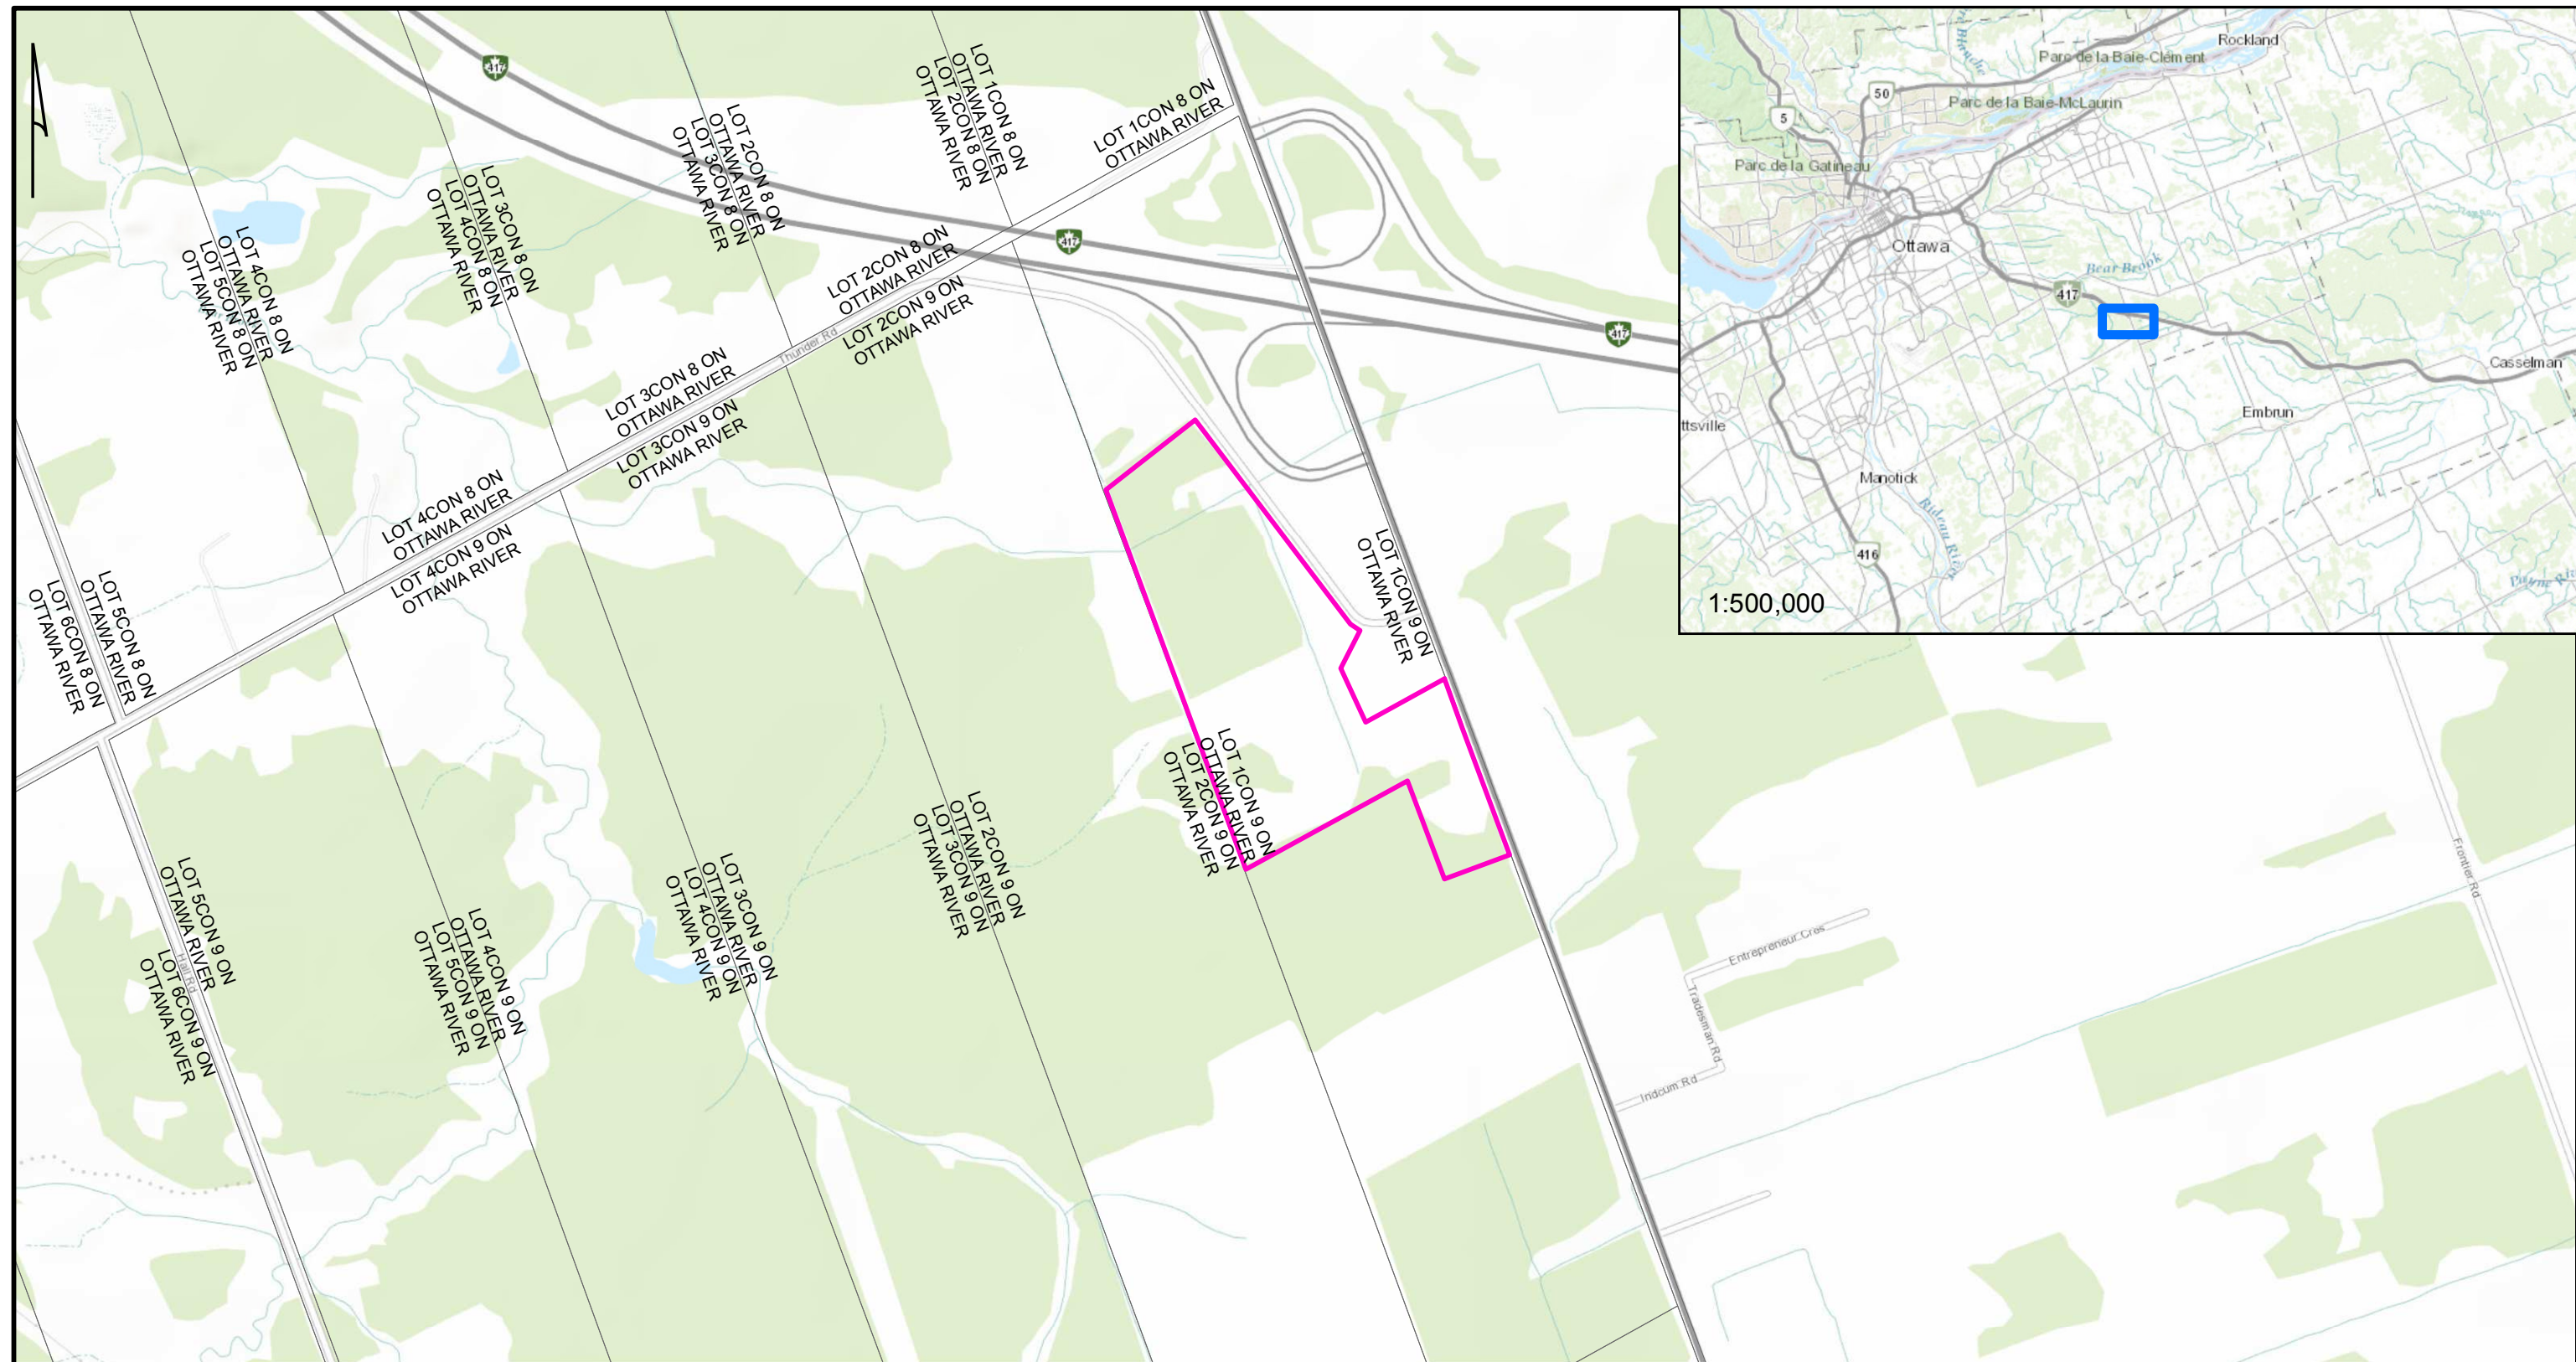 417
LOT 1CON 8 ON
OTTAWA RIVER
LOT 2CON 8 ON
OTTAWA RIVER
LOT 1CON 8 ON
OTTAWA RIVER
LOT 2CON 8 ON
OTTAWA RIVER
LOT 3CON 8 ON
OTTAWA RIVER
LOT 3CON 8 ON
OTTAWA RIVER
LOT 4CON 8 ON
OTTAWA RIVER
LOT 4CON 8 ON
OTTAWA RIVER
LOT 5CON 8 ON
OTTAWA RIVER
417
LOT 2CON 8 ON
OTTAWA RIVER
LOT 2CON 9 ON
OTTAWA RIVER
Thunder Rd
417
LOT 3CON 8 ON
OTTAWA RIVER
LOT 3CON 9 ON
OTTAWA RIVER
LOT 4CON 8 ON
OTTAWA RIVER
LOT 4CON 9 ON
OTTAWA RIVER
LOT 5CON 8 ON
OTTAWA RIVER
LOT 6CON 8 ON
OTTAWA RIVER
LOT 1CON 9 ON
OTTAWA RIVER
LOT 1CON 9 ON
OTTAWA RIVER
LOT 2CON 9 ON
OTTAWA RIVER
LOT 2CON 9 ON
OTTAWA RIVER
LOT 3CON 9 ON
OTTAWA RIVER
LOT 3CON 9 ON
OTTAWA RIVER
LOT 4CON 9 ON
OTTAWA RIVER
LOT 4CON 9 ON
OTTAWA RIVER
LOT 5CON 9 ON
OTTAWA RIVER
LOT 5CON 9 ON
OTTAWA RIVER
Hall Rd
LOT 6CON 9 ON
OTTAWA RIVER
Entrepreneur Cres
Tradesman Rd
Indcum Rd
Frontier Rd
Rockland
Blanche
Parc de la Baie-Clément
50
Parc de la Baie-McLaurin
5
Parc de la Gatineau
Ottawa
Bear Brook
417
Casselman
Embrun
ttsville
Manotick
Rideau River
416
1:500,000